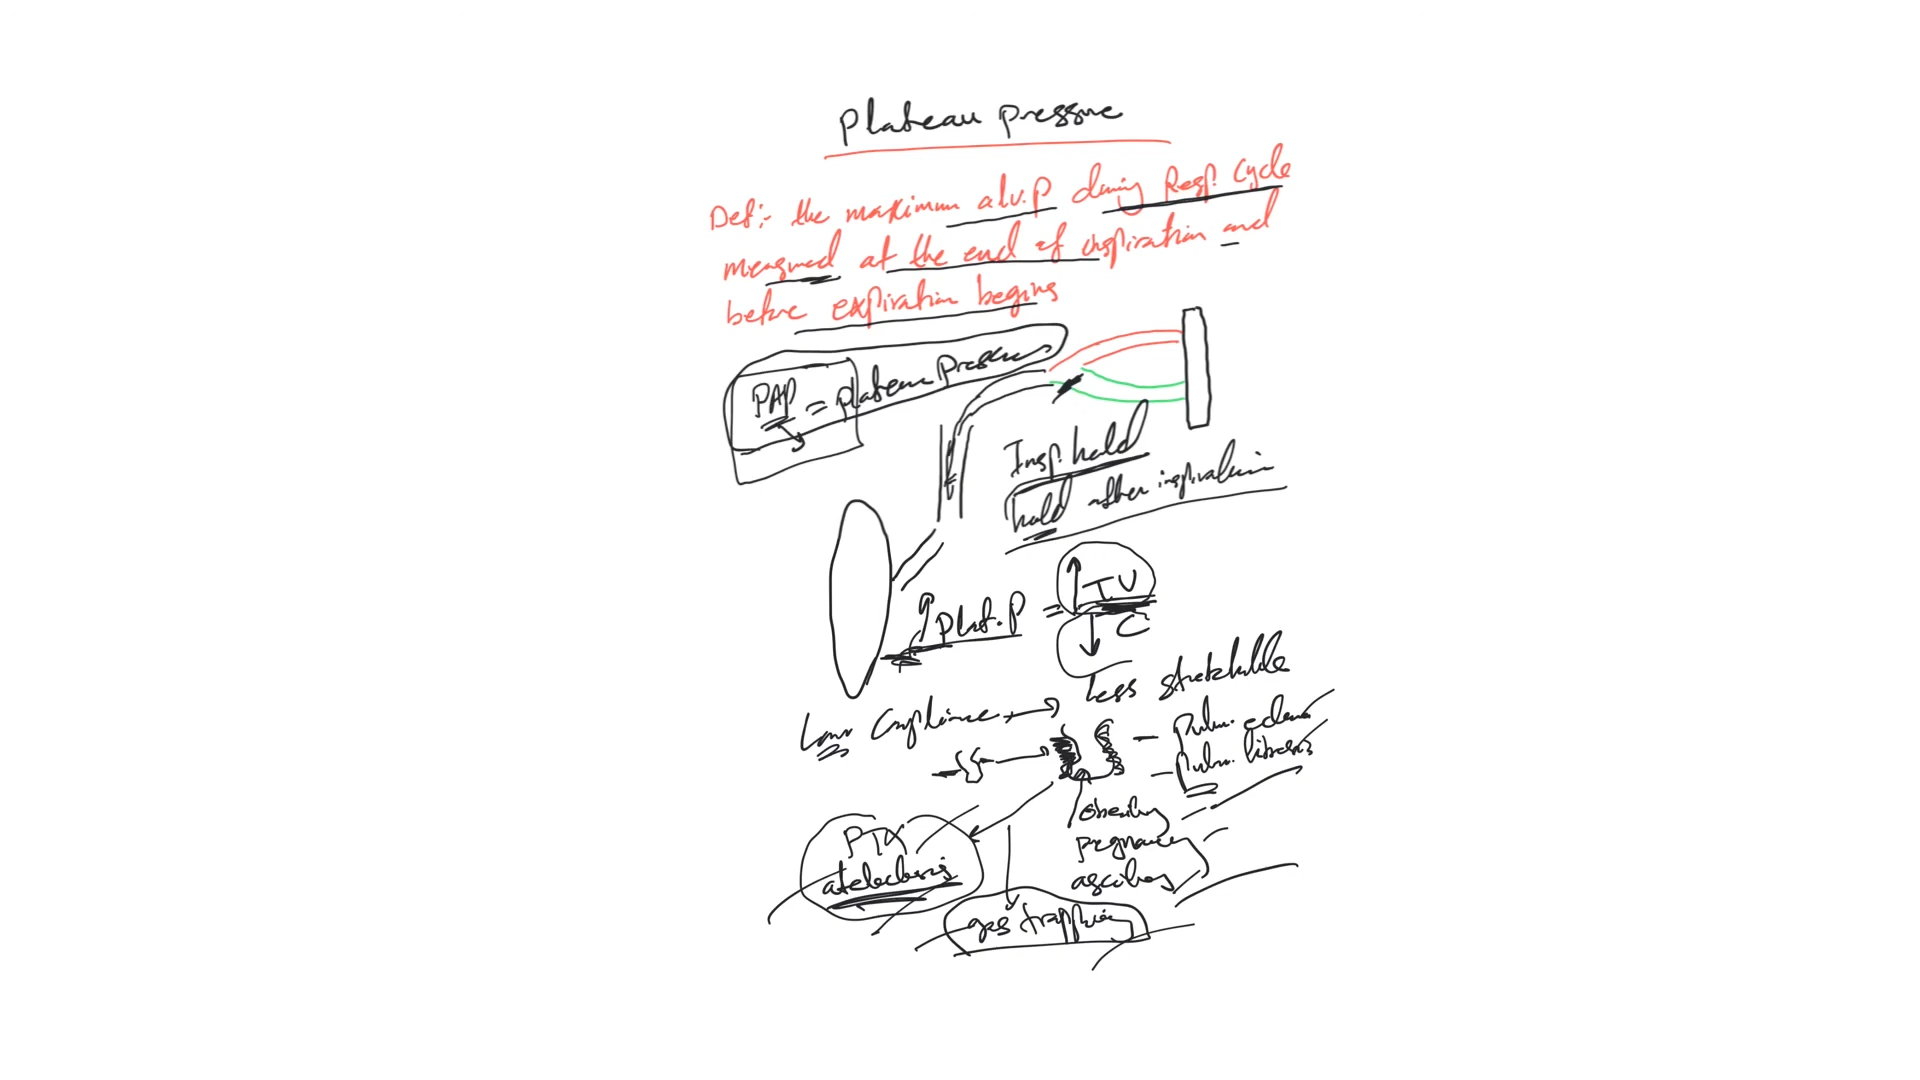 Plateau pressure
Def:- the maximum alv.P during Resp. Cycle
measured at the end of inspiration and
before expiration begins
PAP = plateau pressure
Insp. hold
hold after inspiration
↑ plat. P = ↑ TV
↓ C
Low Compliance → less stretchable
- Pulm. edema
- Pulm. fibrosis
obesity
pregnancy
ascites
PTX
atelectasis
gas trapping